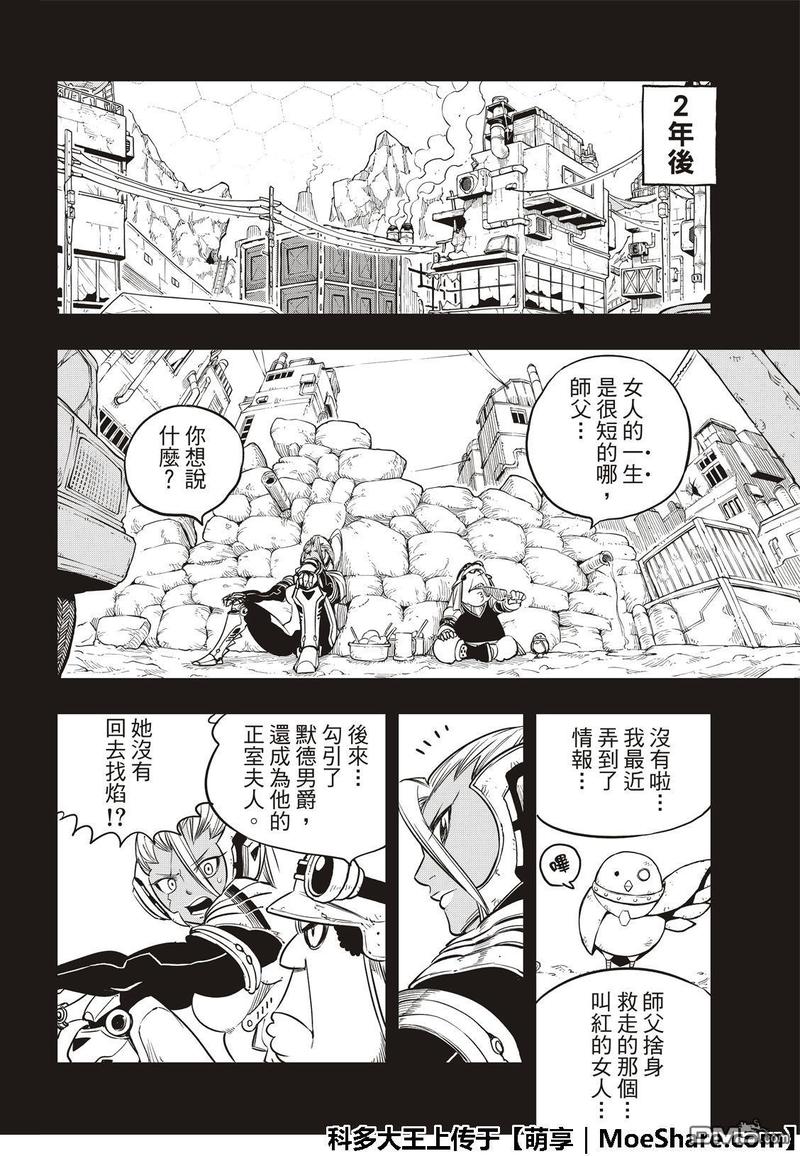 2年後
女人的一生
是很短的哪，
師父…
你想說
什麼？
沒有啦…
我最近
弄到了
情報…
嗶
師父捨身
救走的那個…
叫紅的女人…
後來…
勾引了
默德男爵，
還成為他的
正室夫人。
她沒有
回去找焰!?
科多大王上传于【萌享｜MoeShare.com】